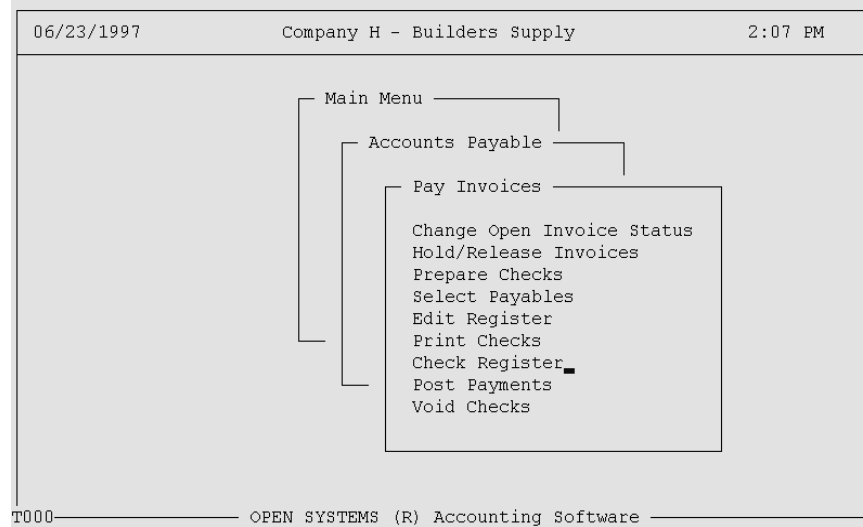 06/23/1997 Company H - Builders Supply 2:07 PM
Main Menu
Accounts Payable
Pay Invoices
Change Open Invoice Status
Hold/Release Invoices
Prepare Checks
Select Payables
Edit Register
Print Checks
Check Register
Post Payments
Void Checks
T000 OPEN SYSTEMS (R) Accounting Software